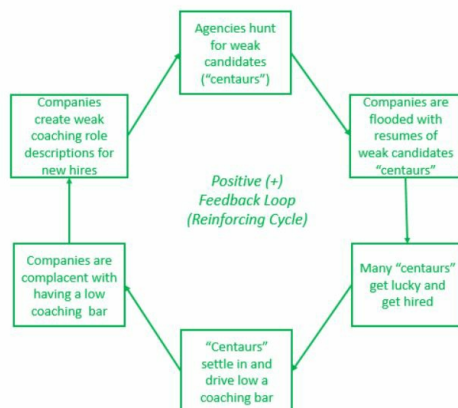 Agencies hunt
for weak
candidates
(“centaurs”)
Companies are
flooded with
resumes of
weak candidates
“centaurs”
Many “centaurs”
get lucky and
get hired
“Centaurs”
settle in and
drive low a
coaching bar
Companies are
complacent with
having a low
coaching bar
Companies
create weak
coaching role
descriptions for
new hires
Positive (+)
Feedback Loop
(Reinforcing Cycle)